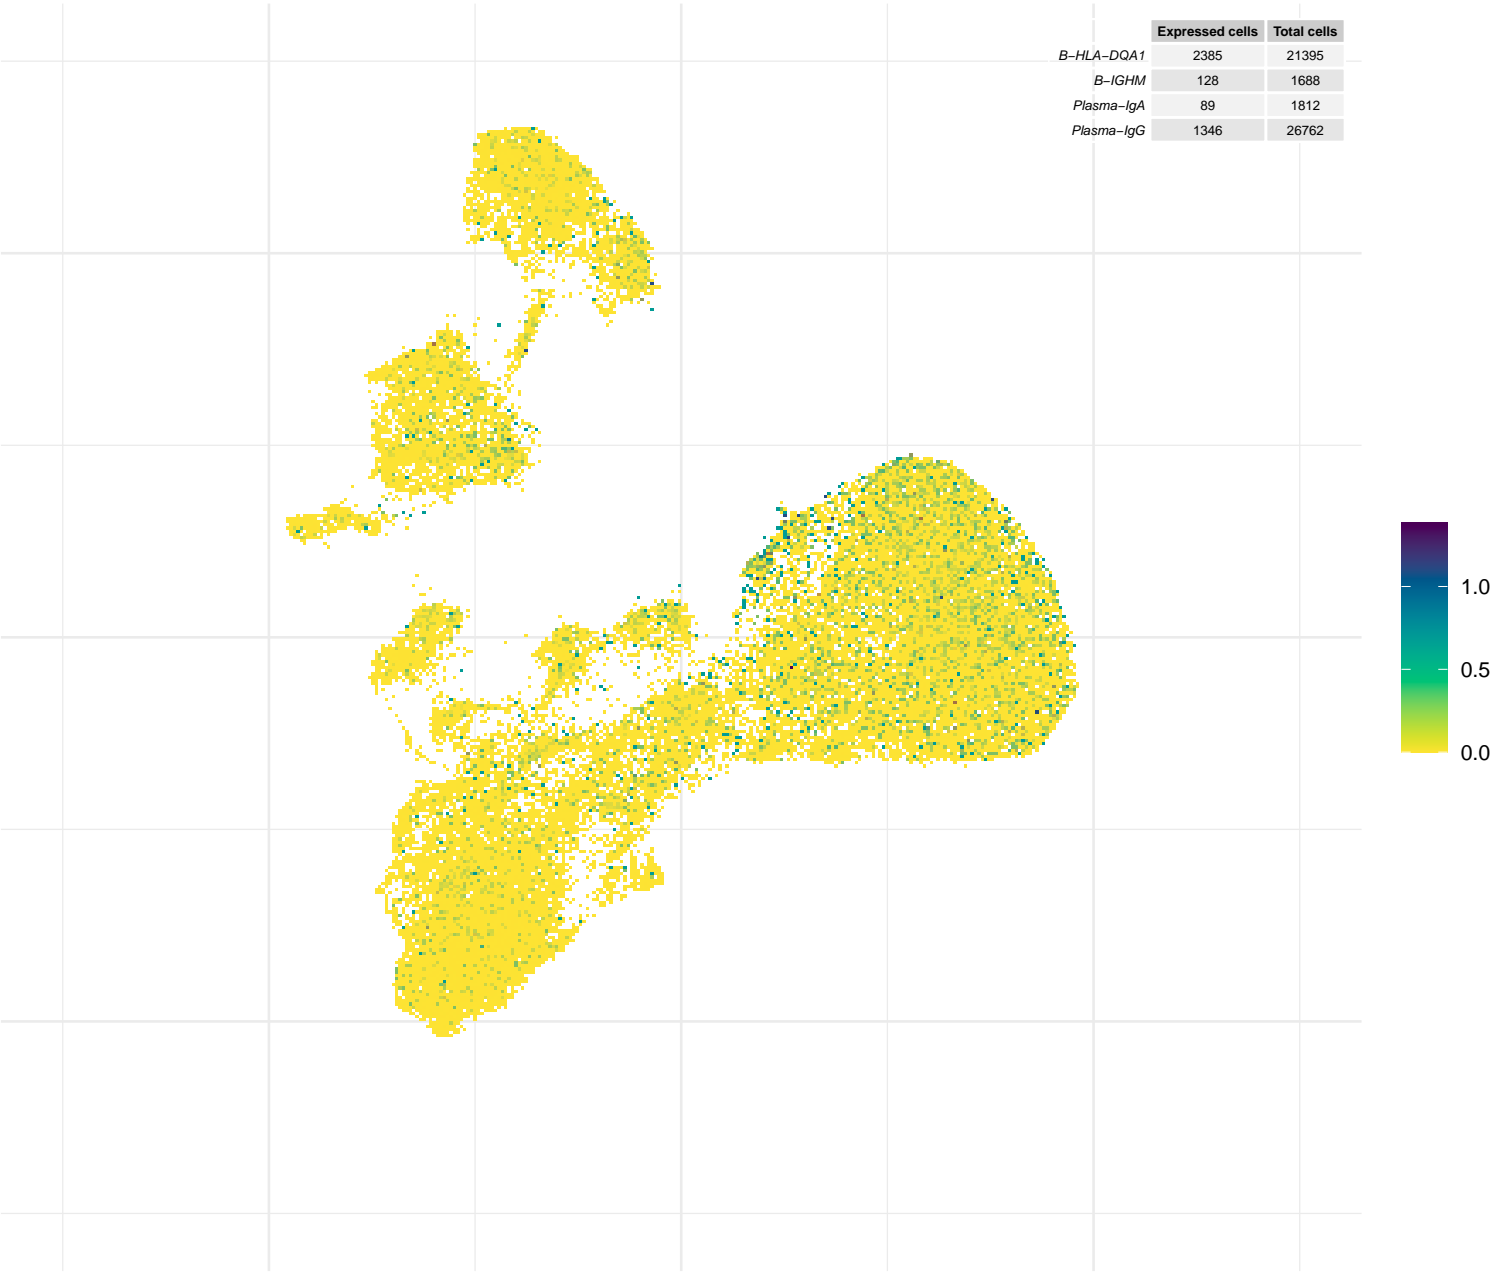 Expressed cells Total cells
B−HLA−DQA1 2385 21395
B−IGHM 128 1688
Plasma−IgA 89 1812
Plasma−IgG 1346 26762
1.0
0.5
0.0